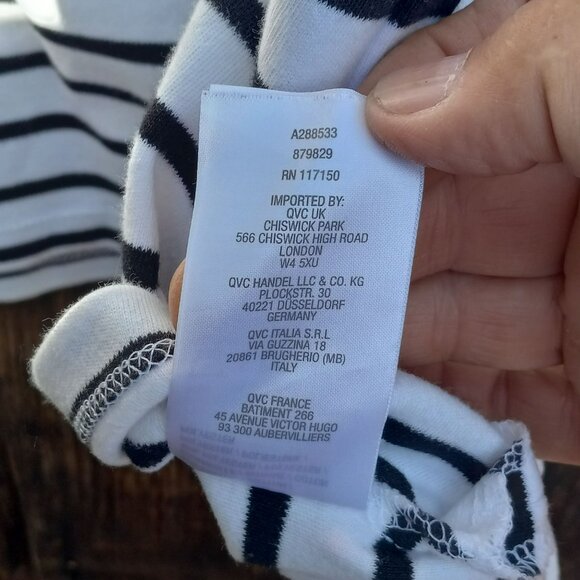 A288533
879829
RN 117150
IMPORTED BY:
QVC UK
CHISWICK PARK
566 CHISWICK HIGH ROAD
LONDON
W4 5XU
QVC HANDEL LLC & CO. KG
PLOCKSTR. 30
40221 DÜSSELDORF
GERMANY
QVC ITALIA S.R.L
VIA GUZZINA 18
20861 BRUGHERIO (MB)
ITALY
QVC FRANCE
BATIMENT 266
45 AVENUE VICTOR HUGO
93 300 AUBERVILLIERS